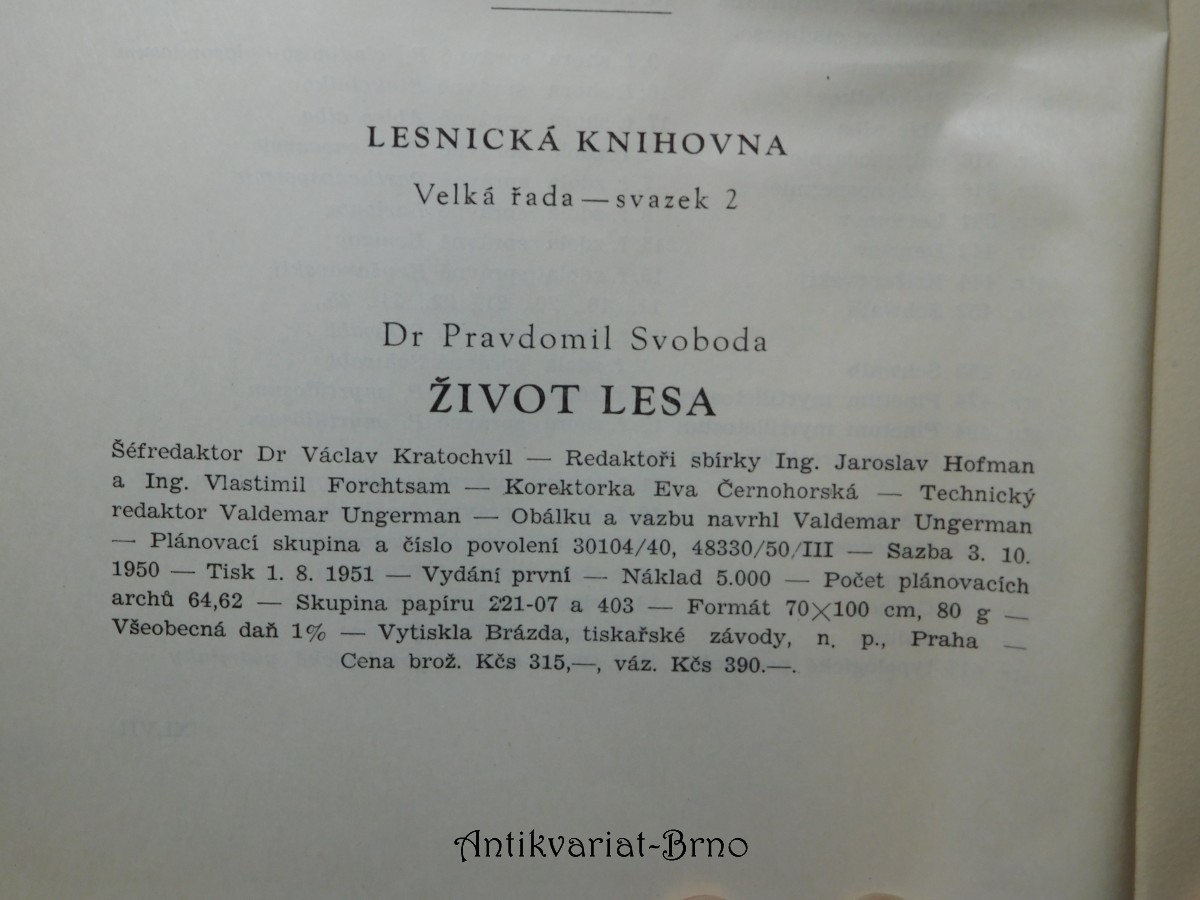 LESNICKÁ KNIHOVNA
Velká řada — svazek 2
Dr Pravdomil Svoboda
ŽIVOT LESA
Šéfredaktor Dr Václav Kratochvíl — Redaktoři sbírky Ing. Jaroslav Hofman
a Ing. Vlastimil Forchtsam — Korektorka Eva Černohorská — Technický
redaktor Valdemar Ungerman — Obálku a vazbu navrhl Valdemar Ungerman
— Plánovací skupina a číslo povolení 30104/40, 48330/50/III — Sazba 3. 10.
1950 — Tisk 1. 8. 1951 — Vydání první — Náklad 5.000 — Počet plánovacích
archů 64,62 — Skupina papíru 221-07 a 403 — Formát 70×100 cm, 80 g —
Všeobecná daň 1% — Vytiskla Brázda, tiskařské závody, n. p., Praha —
Cena brož. Kčs 315,—, váz. Kčs 390.—.
Antikvariat-Brno